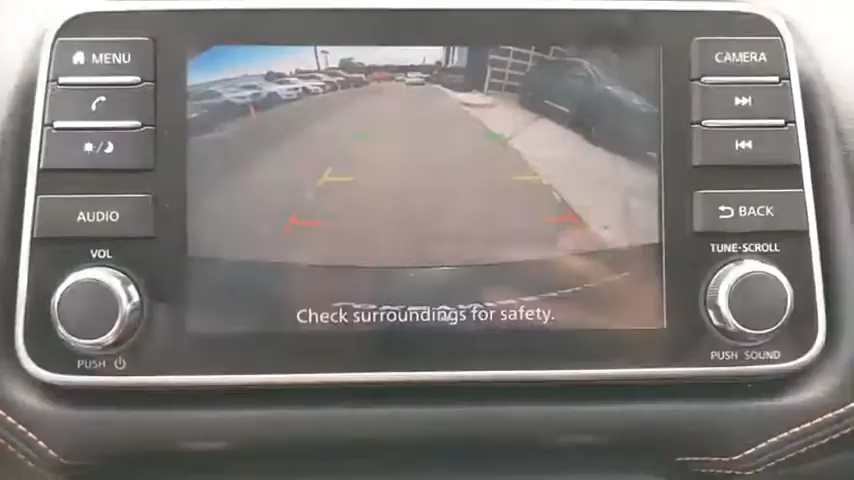 MENU
CAMERA
AUDIO
BACK
VOL
TUNE·SCROLL
Check surroundings for safety.
PUSH
PUSH SOUND